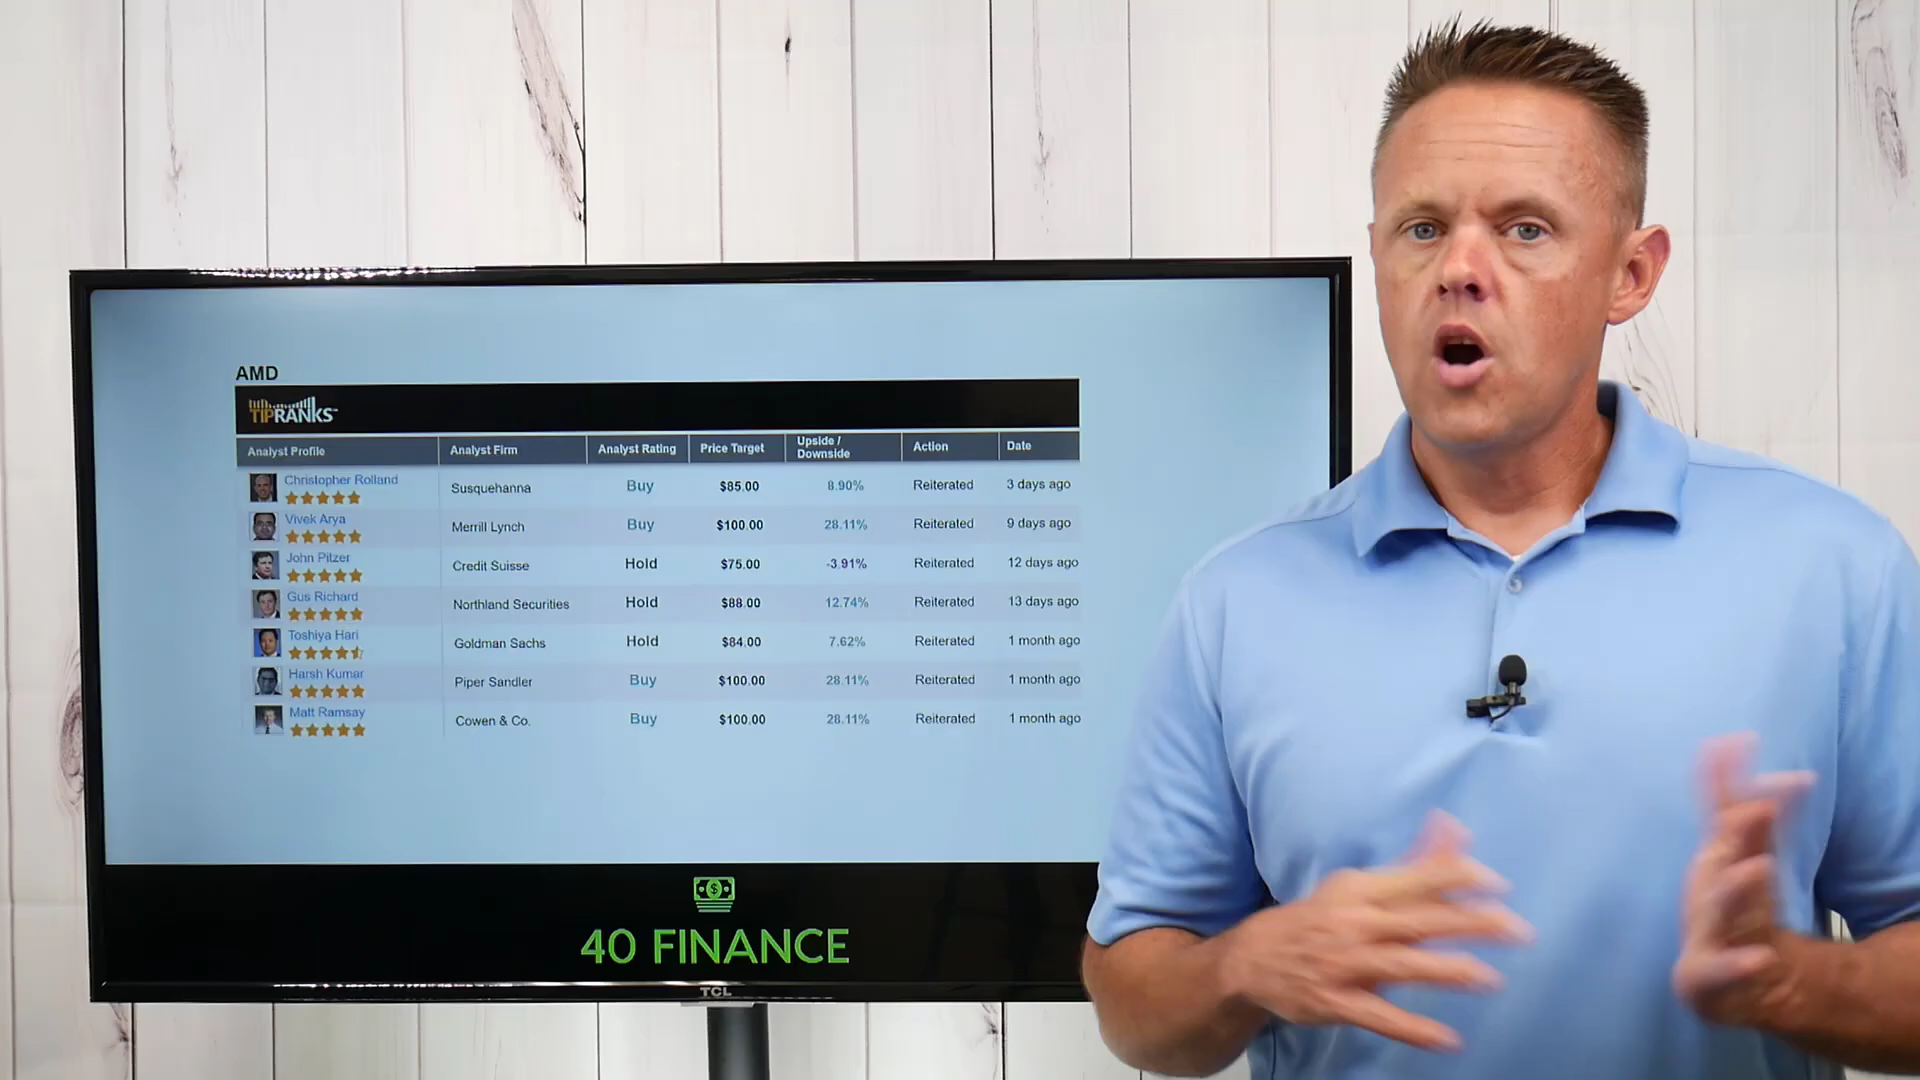 AMD
TIPRANKS™
Analyst Profile Analyst Firm Analyst Rating Price Target Upside / Downside Action Date
Christopher Rolland Susquehanna Buy $85.00 8.90% Reiterated 3 days ago
Vivek Arya Merrill Lynch Buy $100.00 28.11% Reiterated 9 days ago
John Pitzer Credit Suisse Hold $75.00 -3.91% Reiterated 12 days ago
Gus Richard Northland Securities Hold $88.00 12.74% Reiterated 13 days ago
Toshiya Hari Goldman Sachs Hold $84.00 7.62% Reiterated 1 month ago
Harsh Kumar Piper Sandler Buy $100.00 28.11% Reiterated 1 month ago
Matt Ramsay Cowen & Co. Buy $100.00 28.11% Reiterated 1 month ago
40 FINANCE
TCL